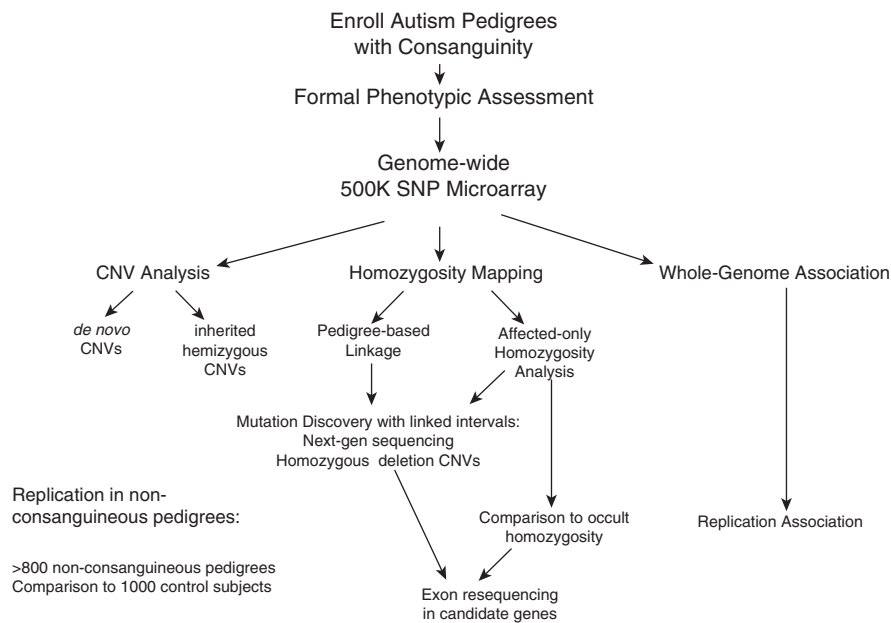 Enroll Autism Pedigrees
with Consanguinity
Formal Phenotypic Assessment
Genome-wide
500K SNP Microarray
CNV Analysis
Homozygosity Mapping
Whole-Genome Association
de novo
CNVs
inherited
hemizygous
CNVs
Pedigree-based
Linkage
Affected-only
Homozygosity
Analysis
Mutation Discovery with linked intervals:
Next-gen sequencing
Homozygous deletion CNVs
Replication in non-
consanguineous pedigrees:
>800 non-consanguineous pedigrees
Comparison to 1000 control subjects
Comparison to occult
homozygosity
Replication Association
Exon resequencing
in candidate genes